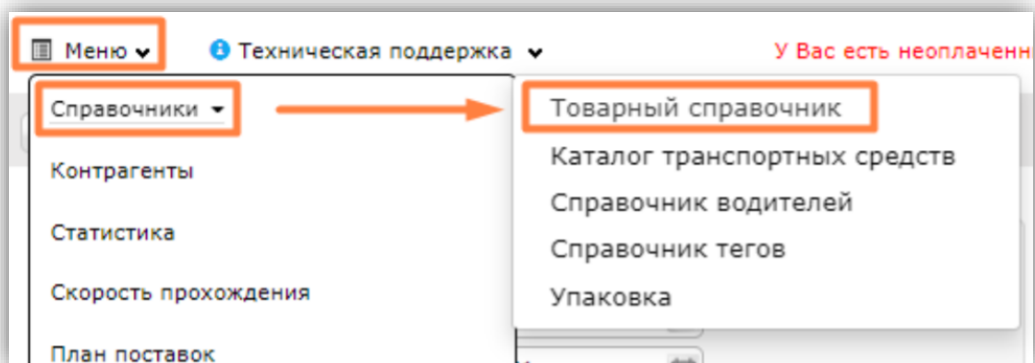 Меню Техническая поддержка У Вас есть неоплаченн
Справочники
Контрагенты
Статистика
Скорость прохождения
План поставок
Товарный справочник
Каталог транспортных средств
Справочник водителей
Справочник тегов
Упаковка